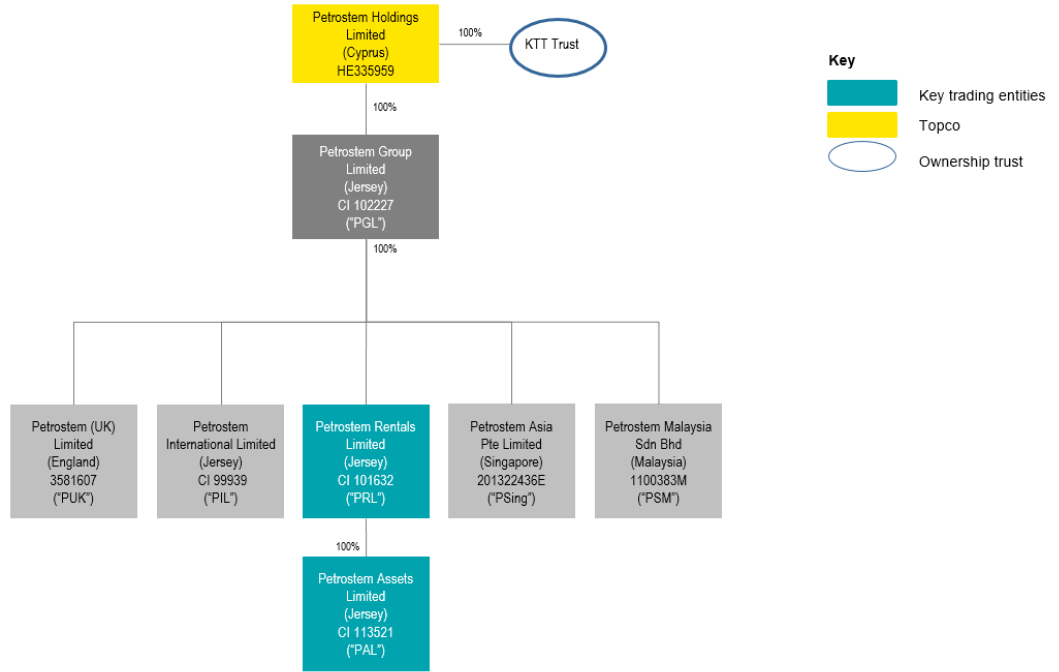 Petrostem Holdings
Limited
(Cyprus)
HE335959
100%
KTT Trust
Key
Key trading entities
Topco
Ownership trust
100%
Petrostem Group
Limited
(Jersey)
CI 102227
("PGL")
100%
Petrostem (UK)
Limited
(England)
3581607
("PUK")
Petrostem
International Limited
(Jersey)
CI 99939
("PIL")
Petrostem Rentals
Limited
(Jersey)
CI 101632
("PRL")
Petrostem Asia
Pte Limited
(Singapore)
201322436E
("PSing")
Petrostem Malaysia
Sdn Bhd
(Malaysia)
1100383M
("PSM")
100%
Petrostem Assets
Limited
(Jersey)
CI 113521
("PAL")